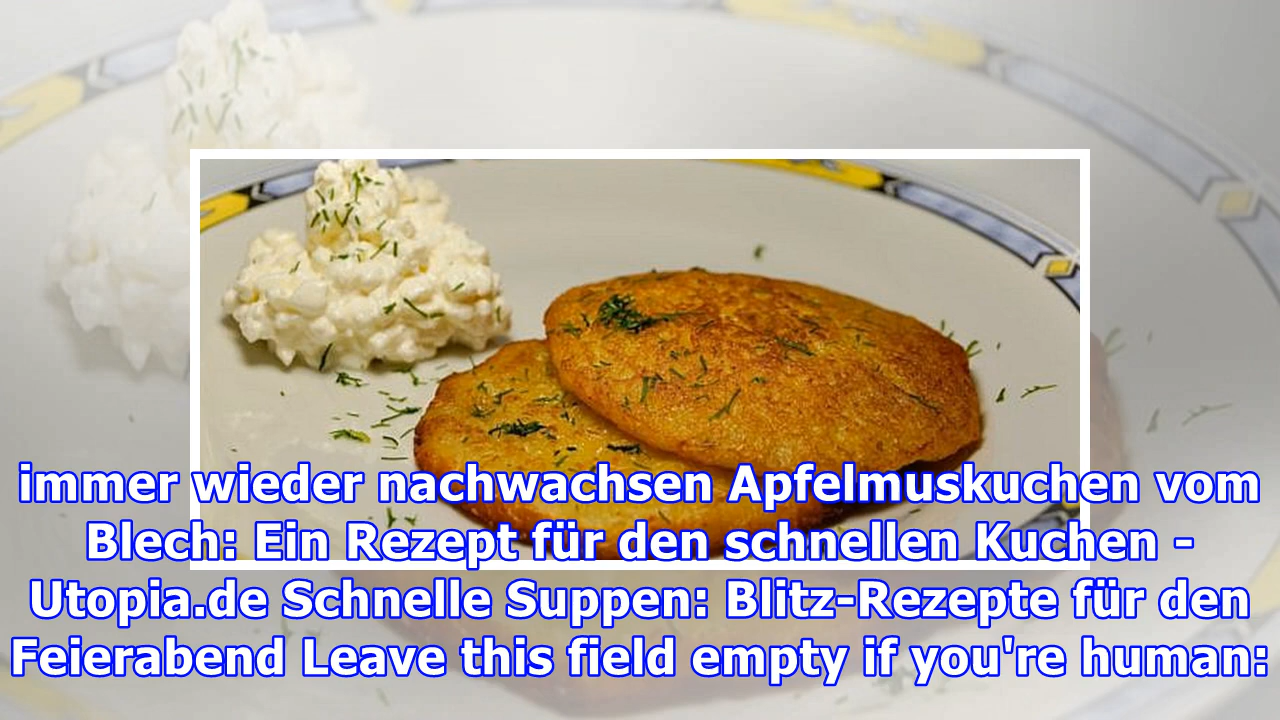 immer wieder nachwachsen Apfelmuskuchen vom
Blech: Ein Rezept für den schnellen Kuchen -
Utopia.de Schnelle Suppen: Blitz-Rezepte für den
Feierabend Leave this field empty if you're human: